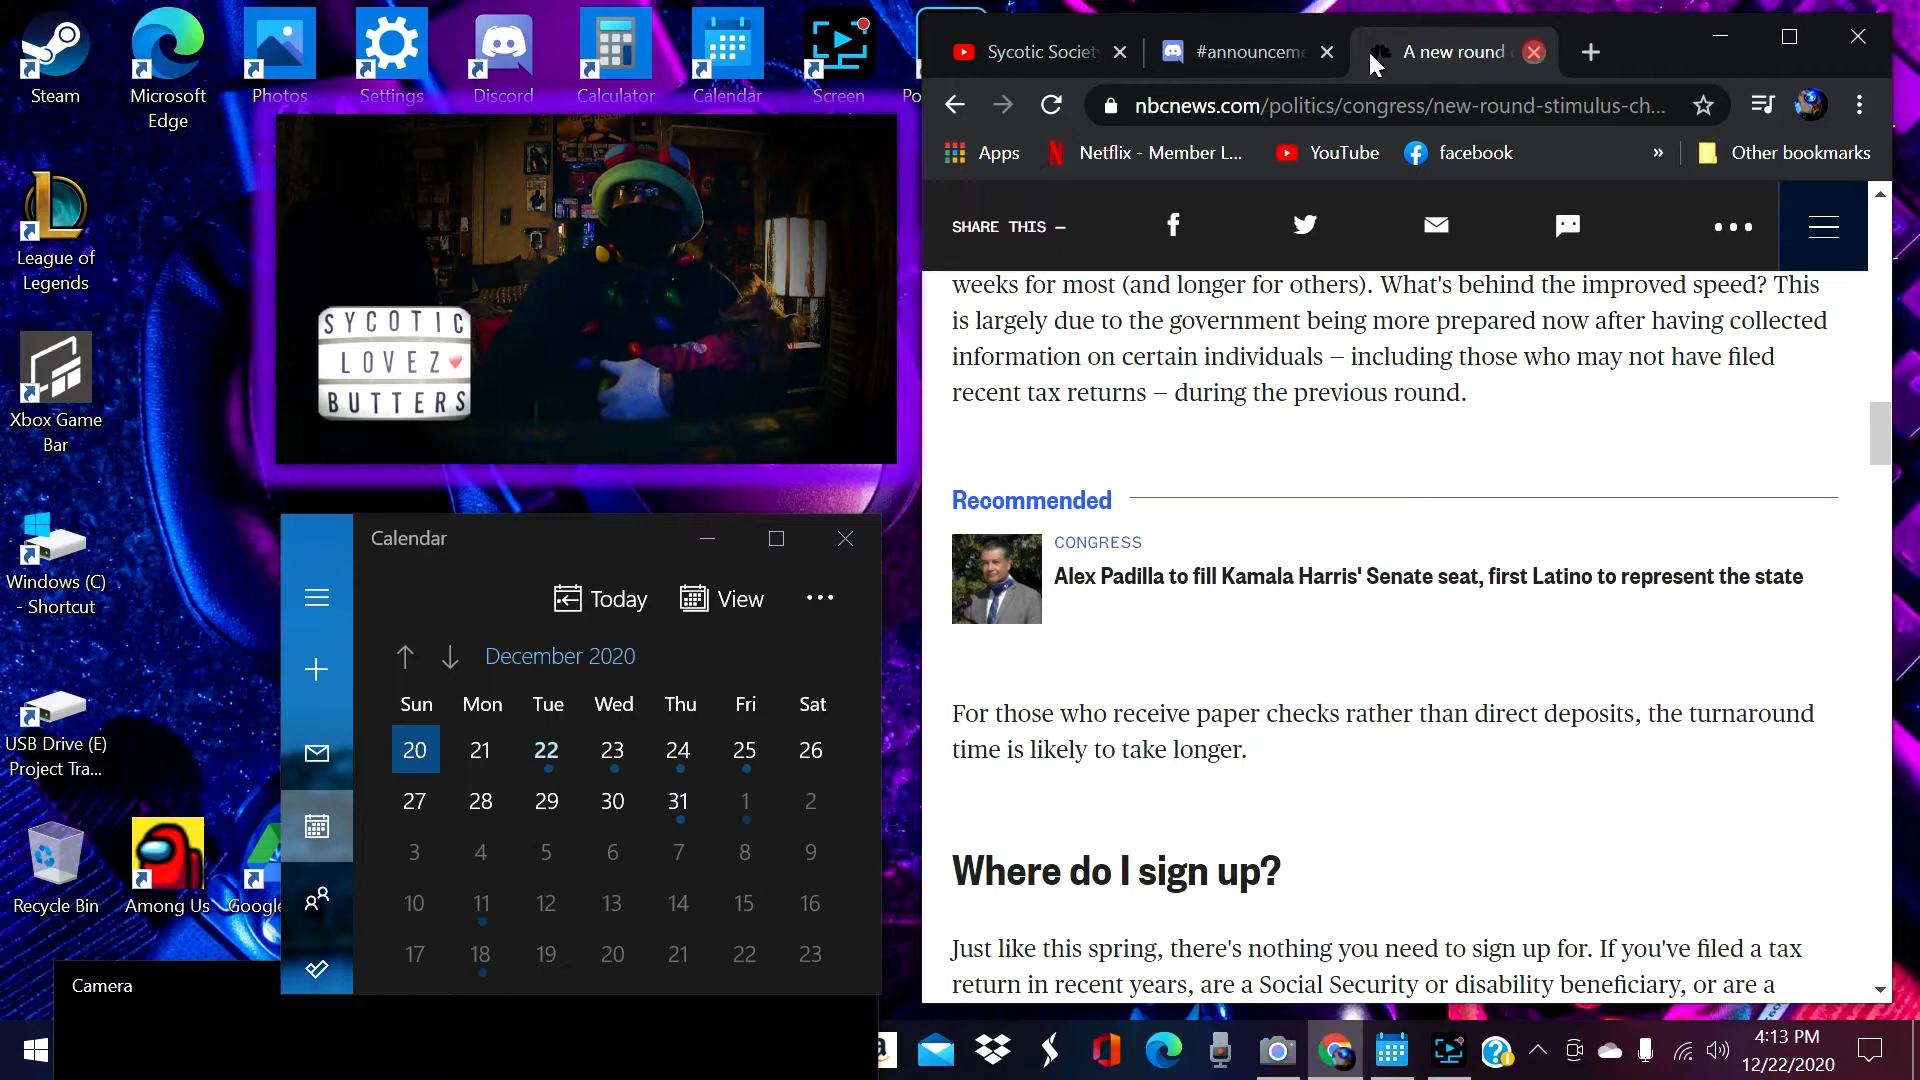 Steam
Microsoft
Edge
Photos
Settings
Discord
Calculator
Calendar
Screen
League of
Legends
Xbox Game
Bar
Windows (C)
- Shortcut
USB Drive (E)
Project Tra...
Recycle Bin
Among Us
Google
SYCOTIC
LOVEZ
BUTTERS
Calendar
Today
View
December 2020
Sun Mon Tue Wed Thu Fri Sat
20 21 22 23 24 25 26
27 28 29 30 31 1 2
3 4 5 6 7 8 9
10 11 12 13 14 15 16
17 18 19 20 21 22 23
Camera
Sycotic Society
#announcem
A new round
nbcnews.com/politics/congress/new-round-stimulus-ch...
Apps
Netflix - Member L...
YouTube
facebook
»
Other bookmarks
SHARE THIS —
weeks for most (and longer for others). What's behind the improved speed? This
is largely due to the government being more prepared now after having collected
information on certain individuals — including those who may not have filed
recent tax returns — during the previous round.
Recommended
CONGRESS
Alex Padilla to fill Kamala Harris' Senate seat, first Latino to represent the state
For those who receive paper checks rather than direct deposits, the turnaround
time is likely to take longer.
Where do I sign up?
Just like this spring, there's nothing you need to sign up for. If you've filed a tax
return in recent years, are a Social Security or disability beneficiary, or are a
4:13 PM
12/22/2020